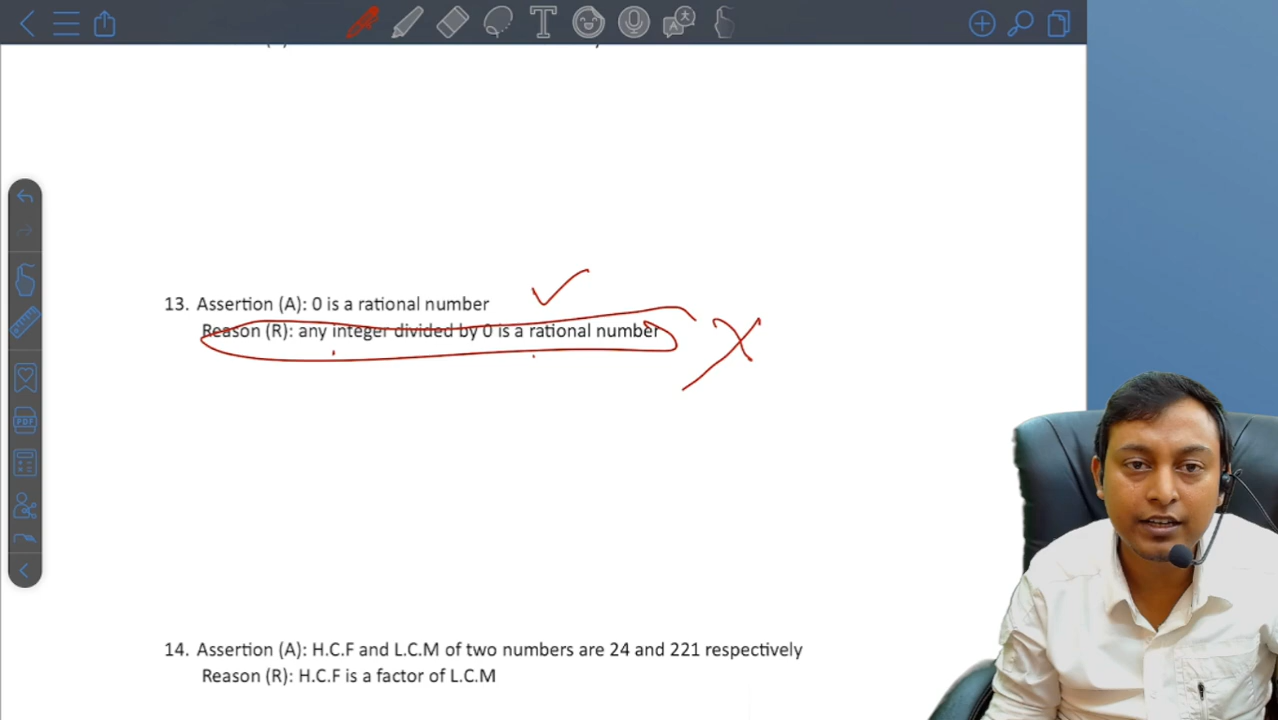 13. Assertion (A): 0 is a rational number
Reason (R): any integer divided by 0 is a rational number
14. Assertion (A): H.C.F and L.C.M of two numbers are 24 and 221 respectively
Reason (R): H.C.F is a factor of L.C.M